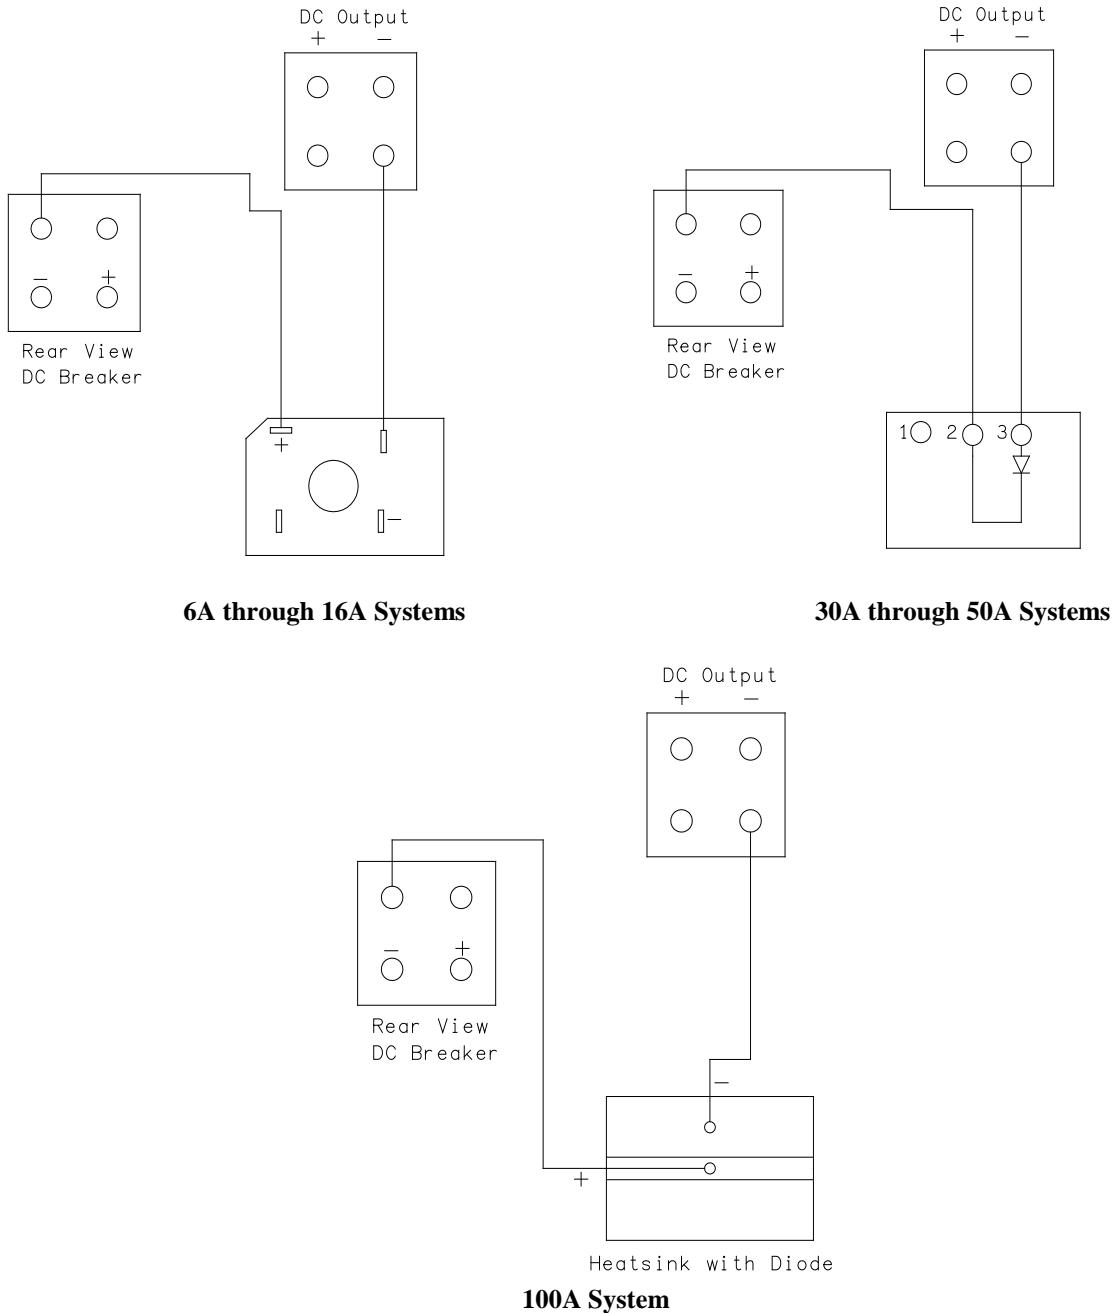 DC Output
+ −
− +
Rear View
DC Breaker
+
−
6A through 16A Systems
DC Output
+ −
− +
Rear View
DC Breaker
1 2 3
30A through 50A Systems
DC Output
+ −
− +
Rear View
DC Breaker
−
+
Heatsink with Diode
100A System